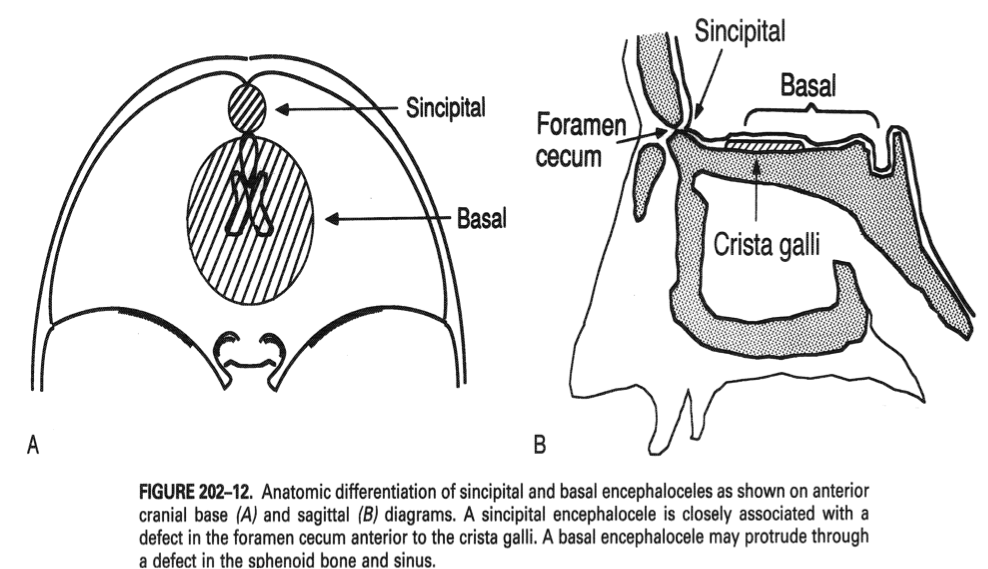 Sincipital
Basal
A
Sincipital
Basal
Foramen
cecum
Crista galli
B
FIGURE 202–12. Anatomic differentiation of sincipital and basal encephaloceles as shown on anterior
cranial base (A) and sagittal (B) diagrams. A sincipital encephalocele is closely associated with a
defect in the foramen cecum anterior to the crista galli. A basal encephalocele may protrude through
a defect in the sphenoid bone and sinus.